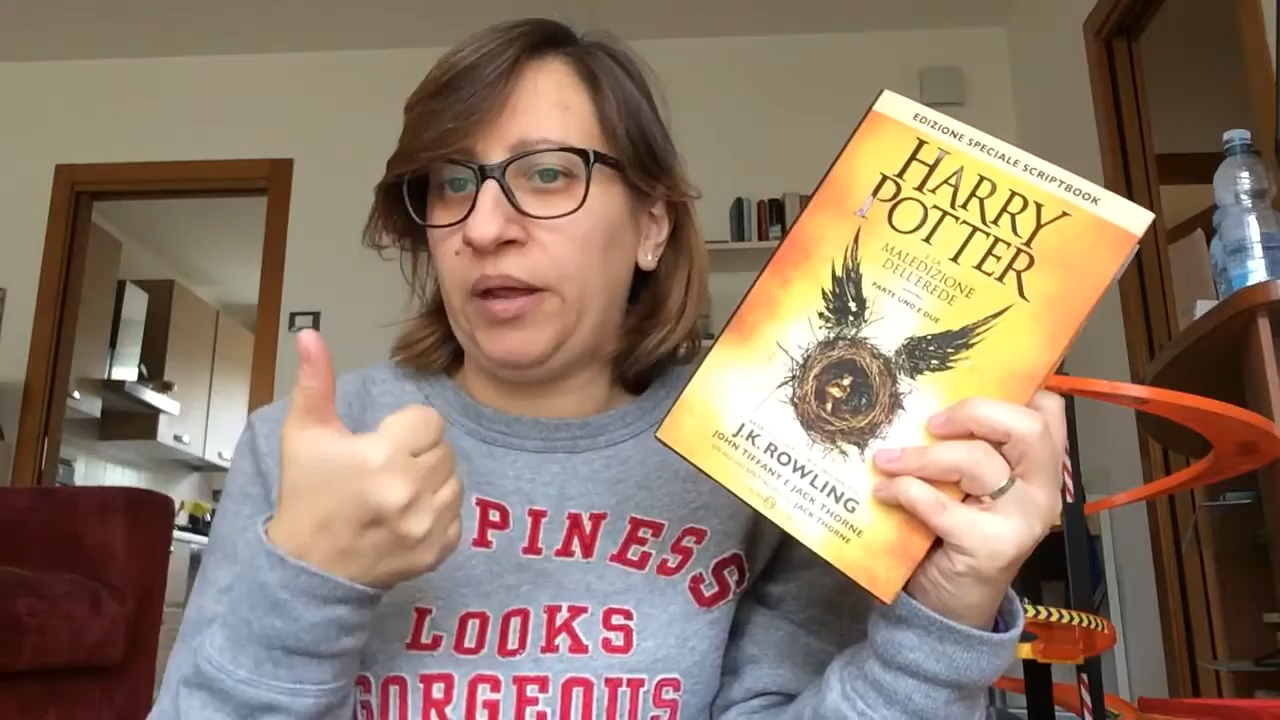 EDIZIONE SPECIALE SCRIPTBOOK
HARRY
POTTER
E LA
MALEDIZIONE
DELL'EREDE
PARTE UNO E DUE
J.K. ROWLING
JOHN TIFFANY E JACK THORNE
JACK THORNE
PPINESS
LOOKS
GORGEOUS